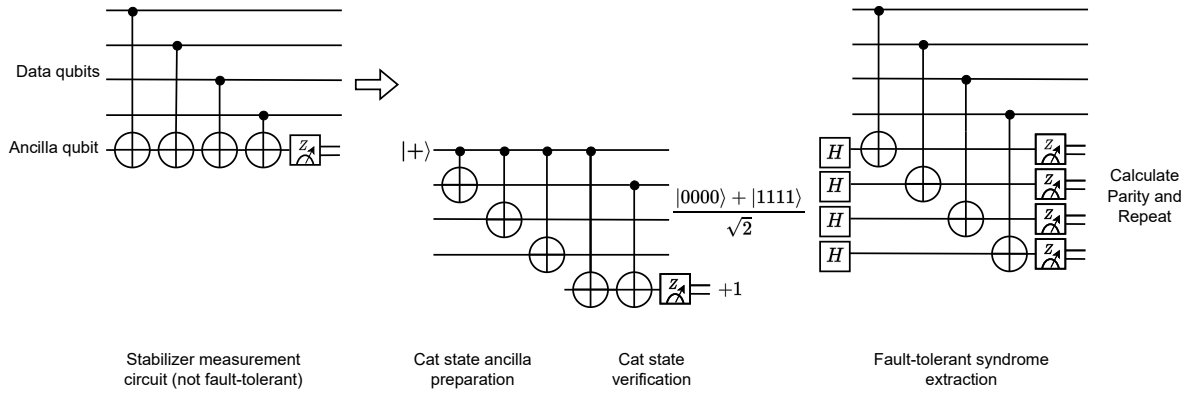 Data qubits
Ancilla qubit
Z
|+⟩
Z
+1
|0000⟩ + |1111⟩
√2
H
H
H
H
Z
Z
Z
Z
Calculate
Parity and
Repeat
Stabilizer measurement
circuit (not fault-tolerant)
Cat state ancilla
preparation
Cat state
verification
Fault-tolerant syndrome
extraction